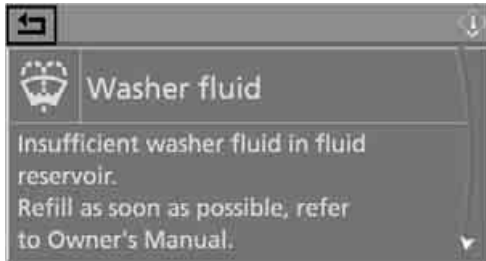 Washer fluid
Insufficient washer fluid in fluid
reservoir.
Refill as soon as possible, refer
to Owner's Manual.